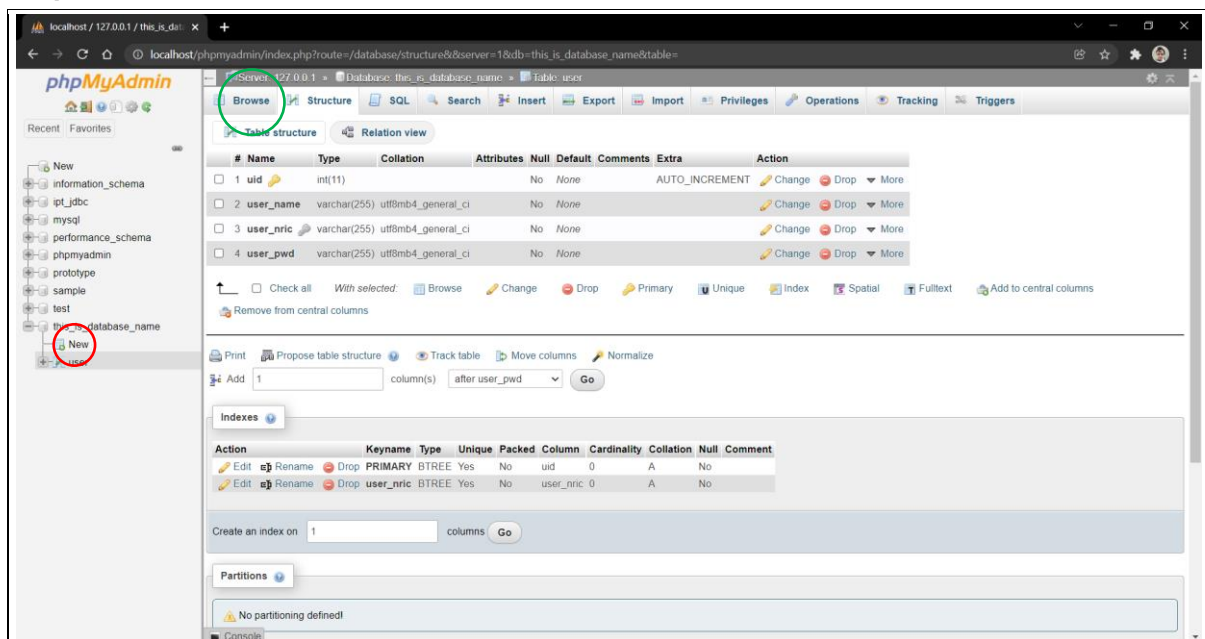 localhost / 127.0.0.1 / this_is_dat
localhost/phpmyadmin/index.php?route=/database/structure&&server=1&db=this_is_database_name&table=
phpMyAdmin
Recent Favorites
New
information_schema
ipt_jdbc
mysql
performance_schema
phpmyadmin
prototype
sample
test
this_is_database_name
New
user
Server: 127.0.0.1 » Database: this_is_database_name » Table: user
Browse Structure SQL Search Insert Export Import Privileges Operations Tracking Triggers
Table structure Relation view
# Name Type Collation Attributes Null Default Comments Extra Action
1 uid int(11) No None AUTO_INCREMENT Change Drop More
2 user_name varchar(255) utf8mb4_general_ci No None Change Drop More
3 user_nric varchar(255) utf8mb4_general_ci No None Change Drop More
4 user_pwd varchar(255) utf8mb4_general_ci No None Change Drop More
Check all With selected: Browse Change Drop Primary Unique Index Spatial Fulltext Add to central columns
Remove from central columns
Print Propose table structure Track table Move columns Normalize
Add 1 column(s) after user_pwd Go
Indexes
Action Keyname Type Unique Packed Column Cardinality Collation Null Comment
Edit Rename Drop PRIMARY BTREE Yes No uid 0 A No
Edit Rename Drop user_nric BTREE Yes No user_nric 0 A No
Create an index on 1 columns Go
Partitions
No partitioning defined!
Console